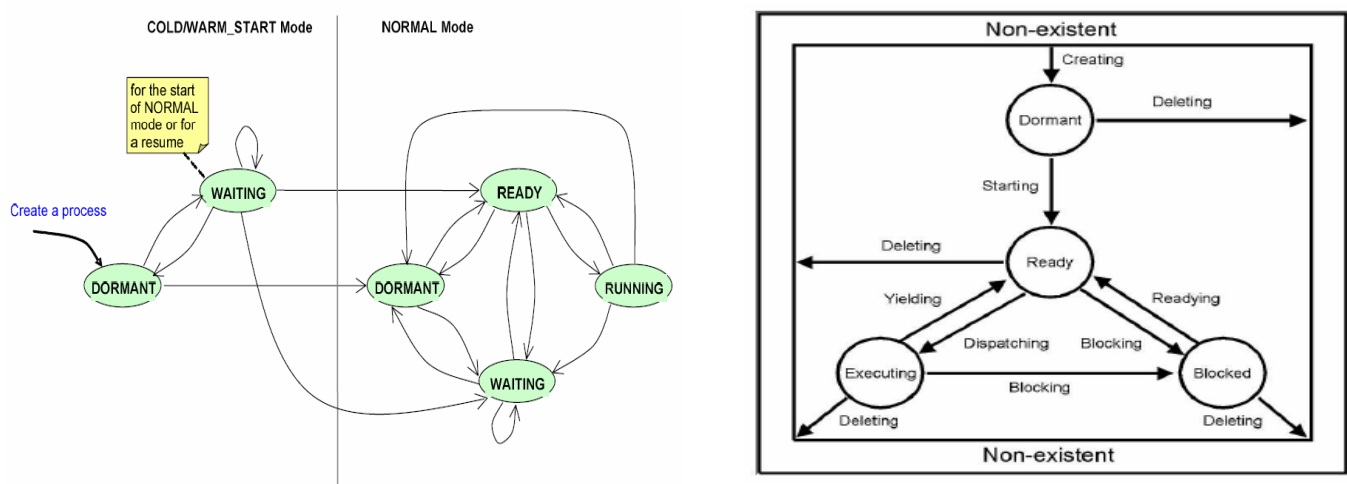 COLD/WARM_START Mode
NORMAL Mode
for the start
of NORMAL
mode or for
a resume
WAITING
READY
Create a process
DORMANT
DORMANT
RUNNING
WAITING
Non-existent
Creating
Dormant
Deleting
Starting
Deleting
Ready
Yielding
Readying
Dispatching
Blocking
Executing
Blocked
Blocking
Deleting
Deleting
Non-existent